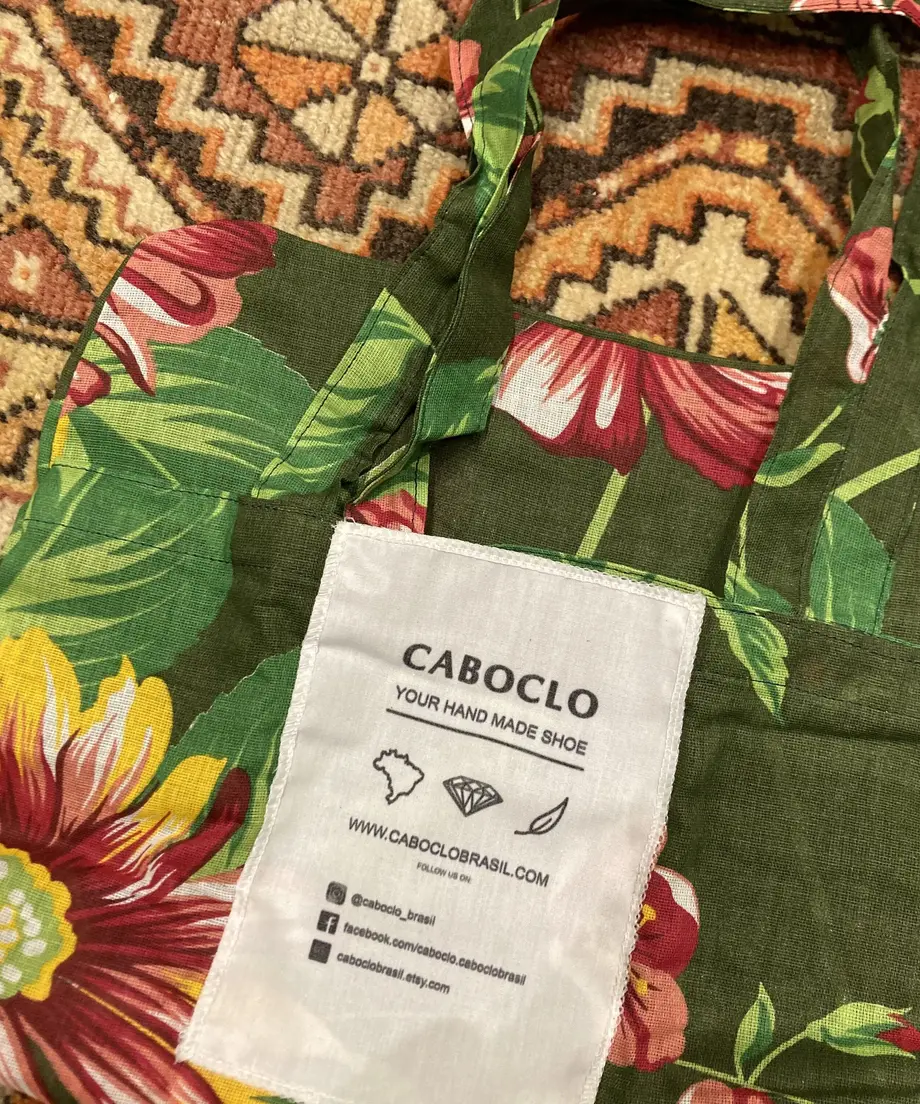 CABOCLO
YOUR HAND MADE SHOE
WWW.CABOCLOBRASIL.COM
FOLLOW US ON:
@caboclo_brasil
facebook.com/caboclo.caboclobrasil
caboclobrasil.etsy.com